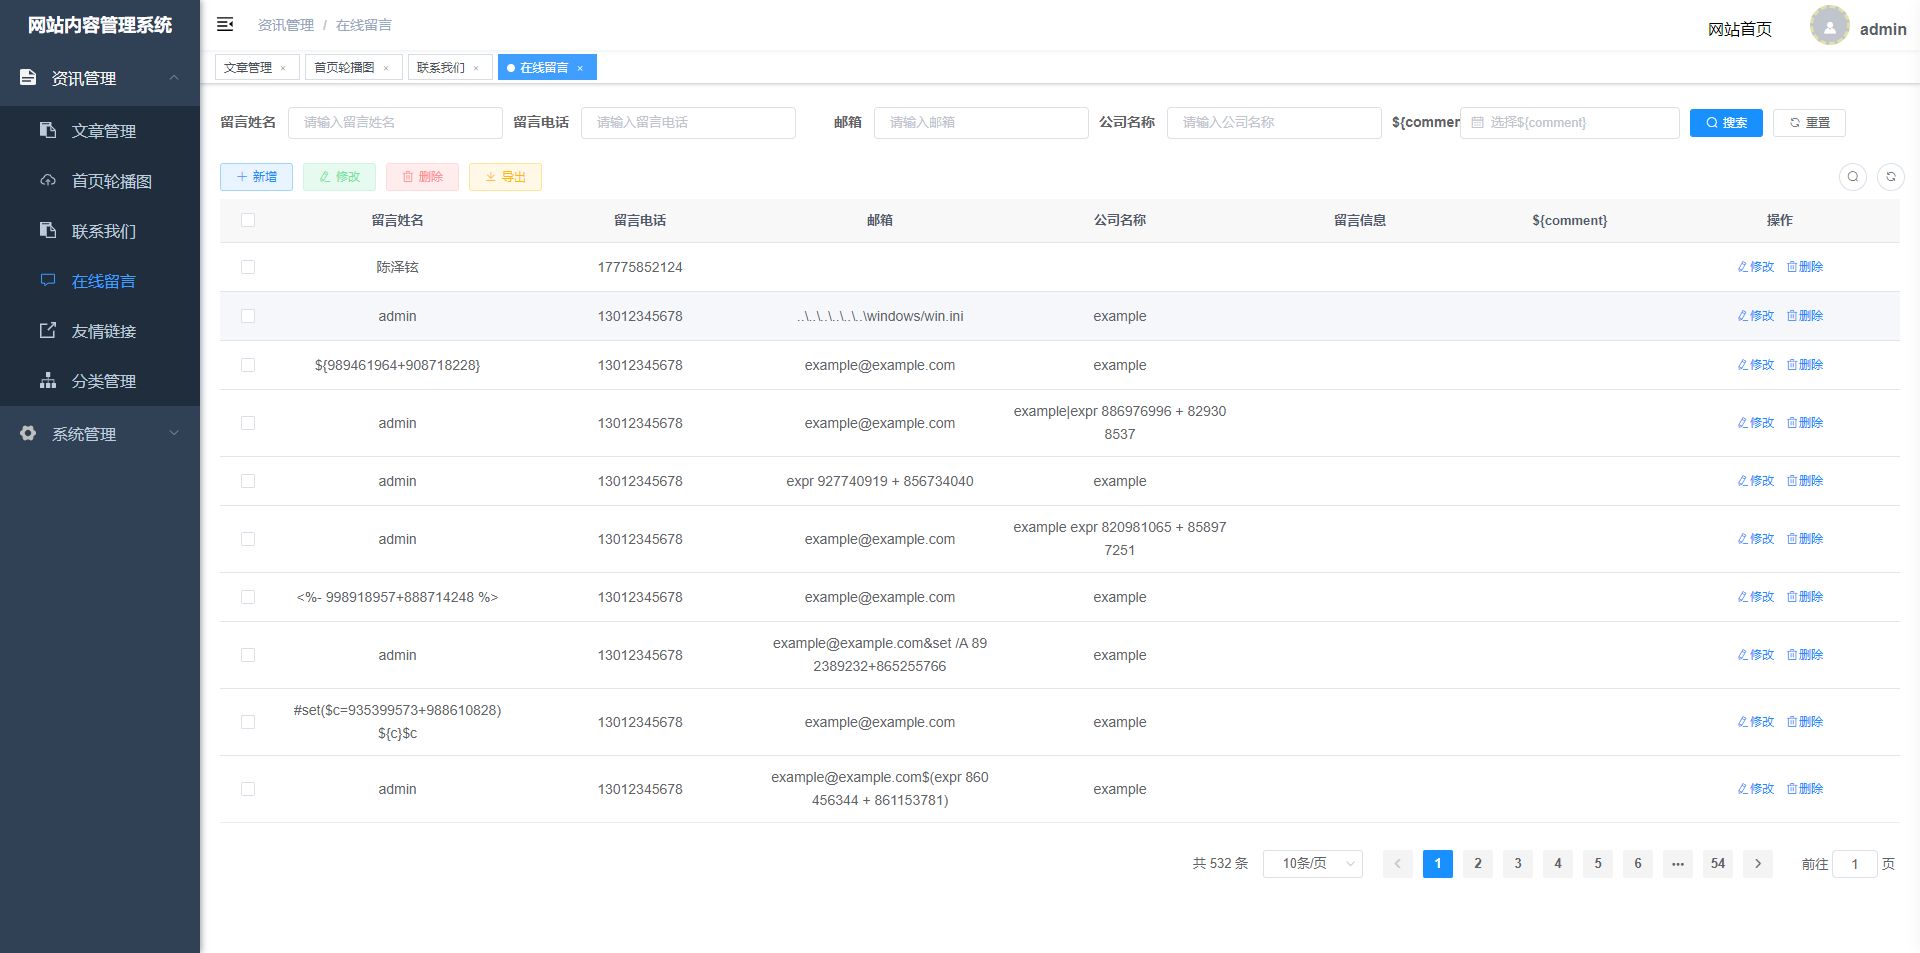 网站内容管理系统
资讯管理
文章管理
首页轮播图
联系我们
在线留言
友情链接
分类管理
系统管理
资讯管理 / 在线留言
网站首页
admin
文章管理 ×
首页轮播图 ×
联系我们 ×
在线留言 ×
留言姓名 请输入留言姓名
留言电话 请输入留言电话
邮箱 请输入邮箱
公司名称 请输入公司名称
${commen 选择${comment}
搜索
重置
新增
修改
删除
导出
留言姓名 留言电话 邮箱 公司名称 留言信息 ${comment} 操作
陈泽铉 17775852124 修改 删除
admin 13012345678 ..\..\..\..\..\..\windows/win.ini example 修改 删除
${989461964+908718228} 13012345678 example@example.com example 修改 删除
admin 13012345678 example@example.com example|expr 886976996 + 82930
8537 修改 删除
admin 13012345678 expr 927740919 + 856734040 example 修改 删除
admin 13012345678 example@example.com example expr 820981065 + 85897
7251 修改 删除
<%- 998918957+888714248 %> 13012345678 example@example.com example 修改 删除
admin 13012345678 example@example.com&set /A 89
2389232+865255766 example 修改 删除
#set($c=935399573+988610828)
${c}$c 13012345678 example@example.com example 修改 删除
admin 13012345678 example@example.com$(expr 860
456344 + 861153781) example 修改 删除
共 532 条 10条/页 1 2 3 4 5 6 ••• 54 前往 1 页